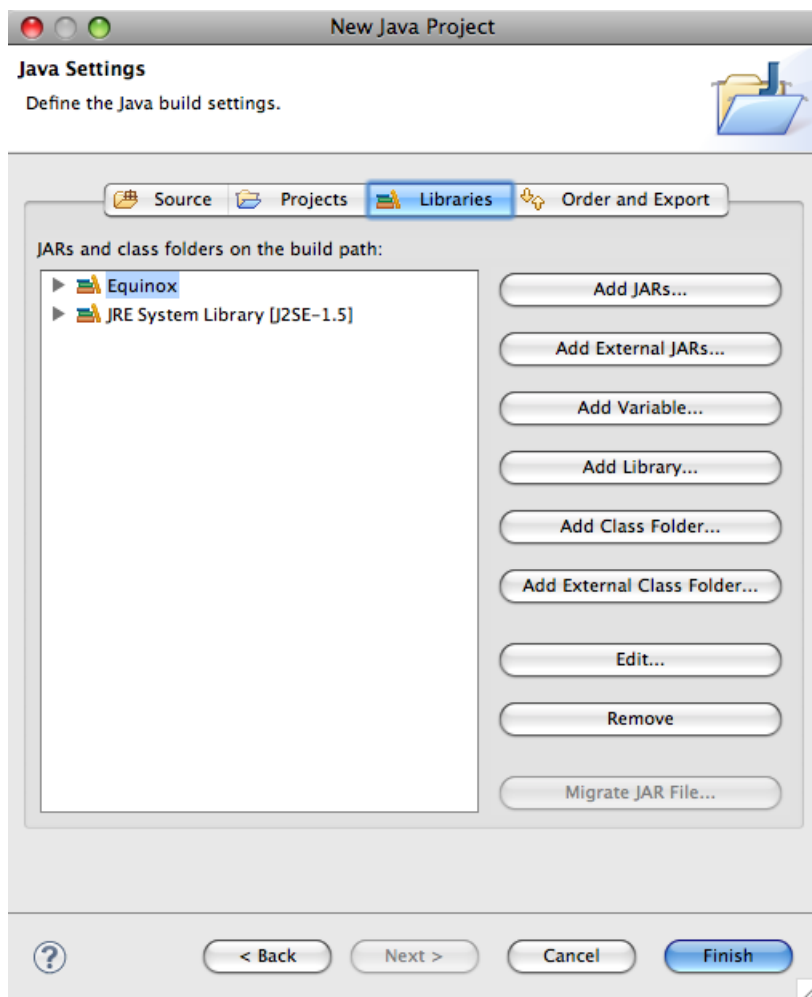 New Java Project
Java Settings
Define the Java build settings.
Source Projects Libraries Order and Export
JARs and class folders on the build path:
Equinox
JRE System Library [J2SE-1.5]
Add JARs...
Add External JARs...
Add Variable...
Add Library...
Add Class Folder...
Add External Class Folder...
Edit...
Remove
Migrate JAR File...
? < Back Next > Cancel Finish